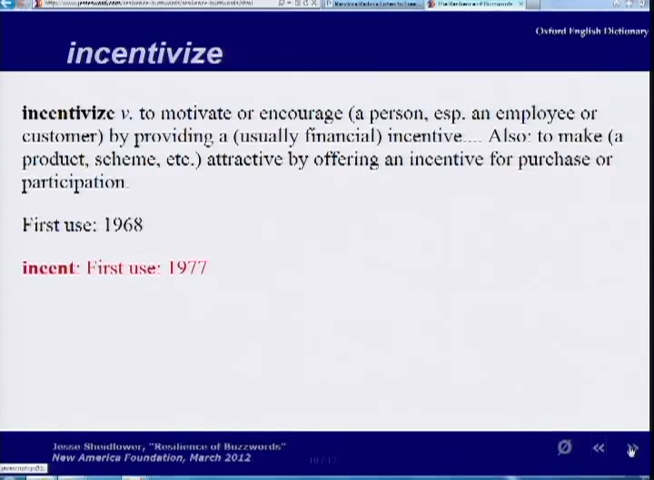 Oxford English Dictionary
incentivize
incentivize v. to motivate or encourage (a person, esp. an employee or
customer) by providing a (usually financial) incentive.... Also: to make (a
product, scheme, etc.) attractive by offering an incentive for purchase or
participation.
First use: 1968
incent: First use: 1977
Jesse Sheidlower, "Resilience of Buzzwords"
New America Foundation, March 2012
10 / 17